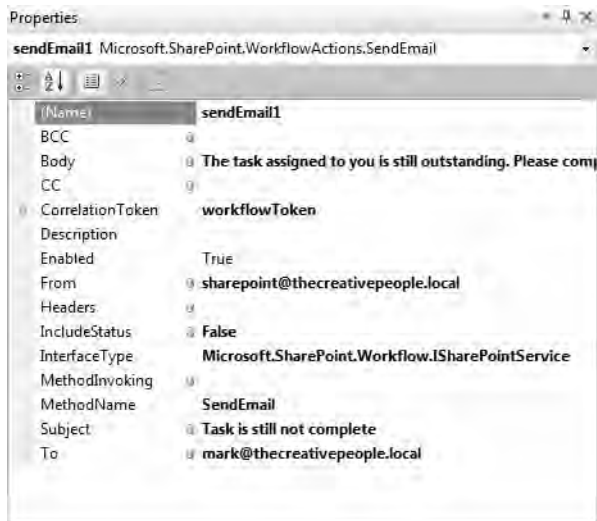 Properties
sendEmail1 Microsoft.SharePoint.WorkflowActions.SendEmail
(Name) sendEmail1
BCC
Body The task assigned to you is still outstanding. Please comp
CC
CorrelationToken workflowToken
Description
Enabled True
From sharepoint@thecreativepeople.local
Headers
IncludeStatus False
InterfaceType Microsoft.SharePoint.Workflow.ISharePointService
MethodInvoking
MethodName SendEmail
Subject Task is still not complete
To mark@thecreativepeople.local